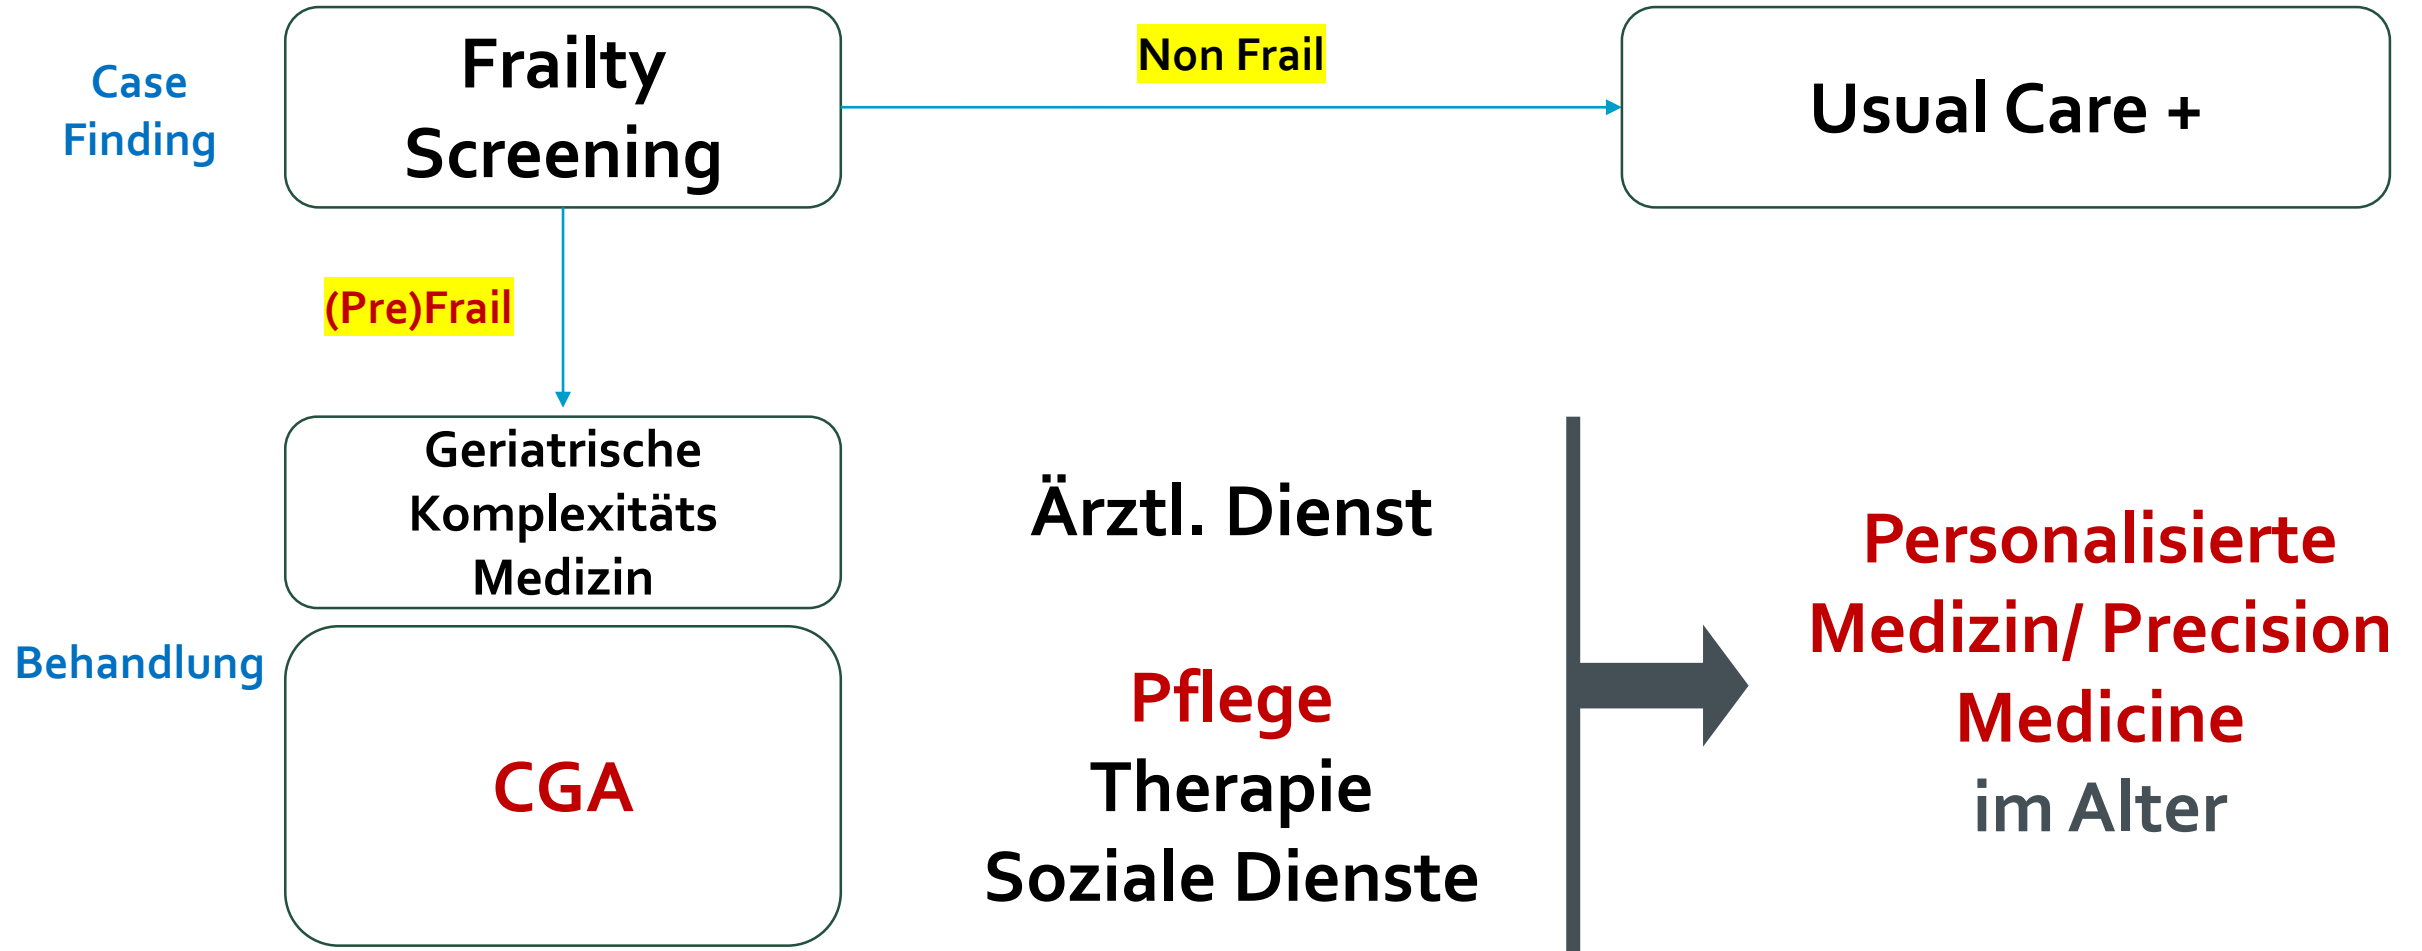 Case
Finding
Frailty
Screening
Non Frail
Usual Care +
(Pre)Frail
Geriatrische
Komplexitäts
Medizin
Behandlung
CGA
Ärztl. Dienst
Pflege
Therapie
Soziale Dienste
Personalisierte
Medizin/ Precision
Medicine
im Alter